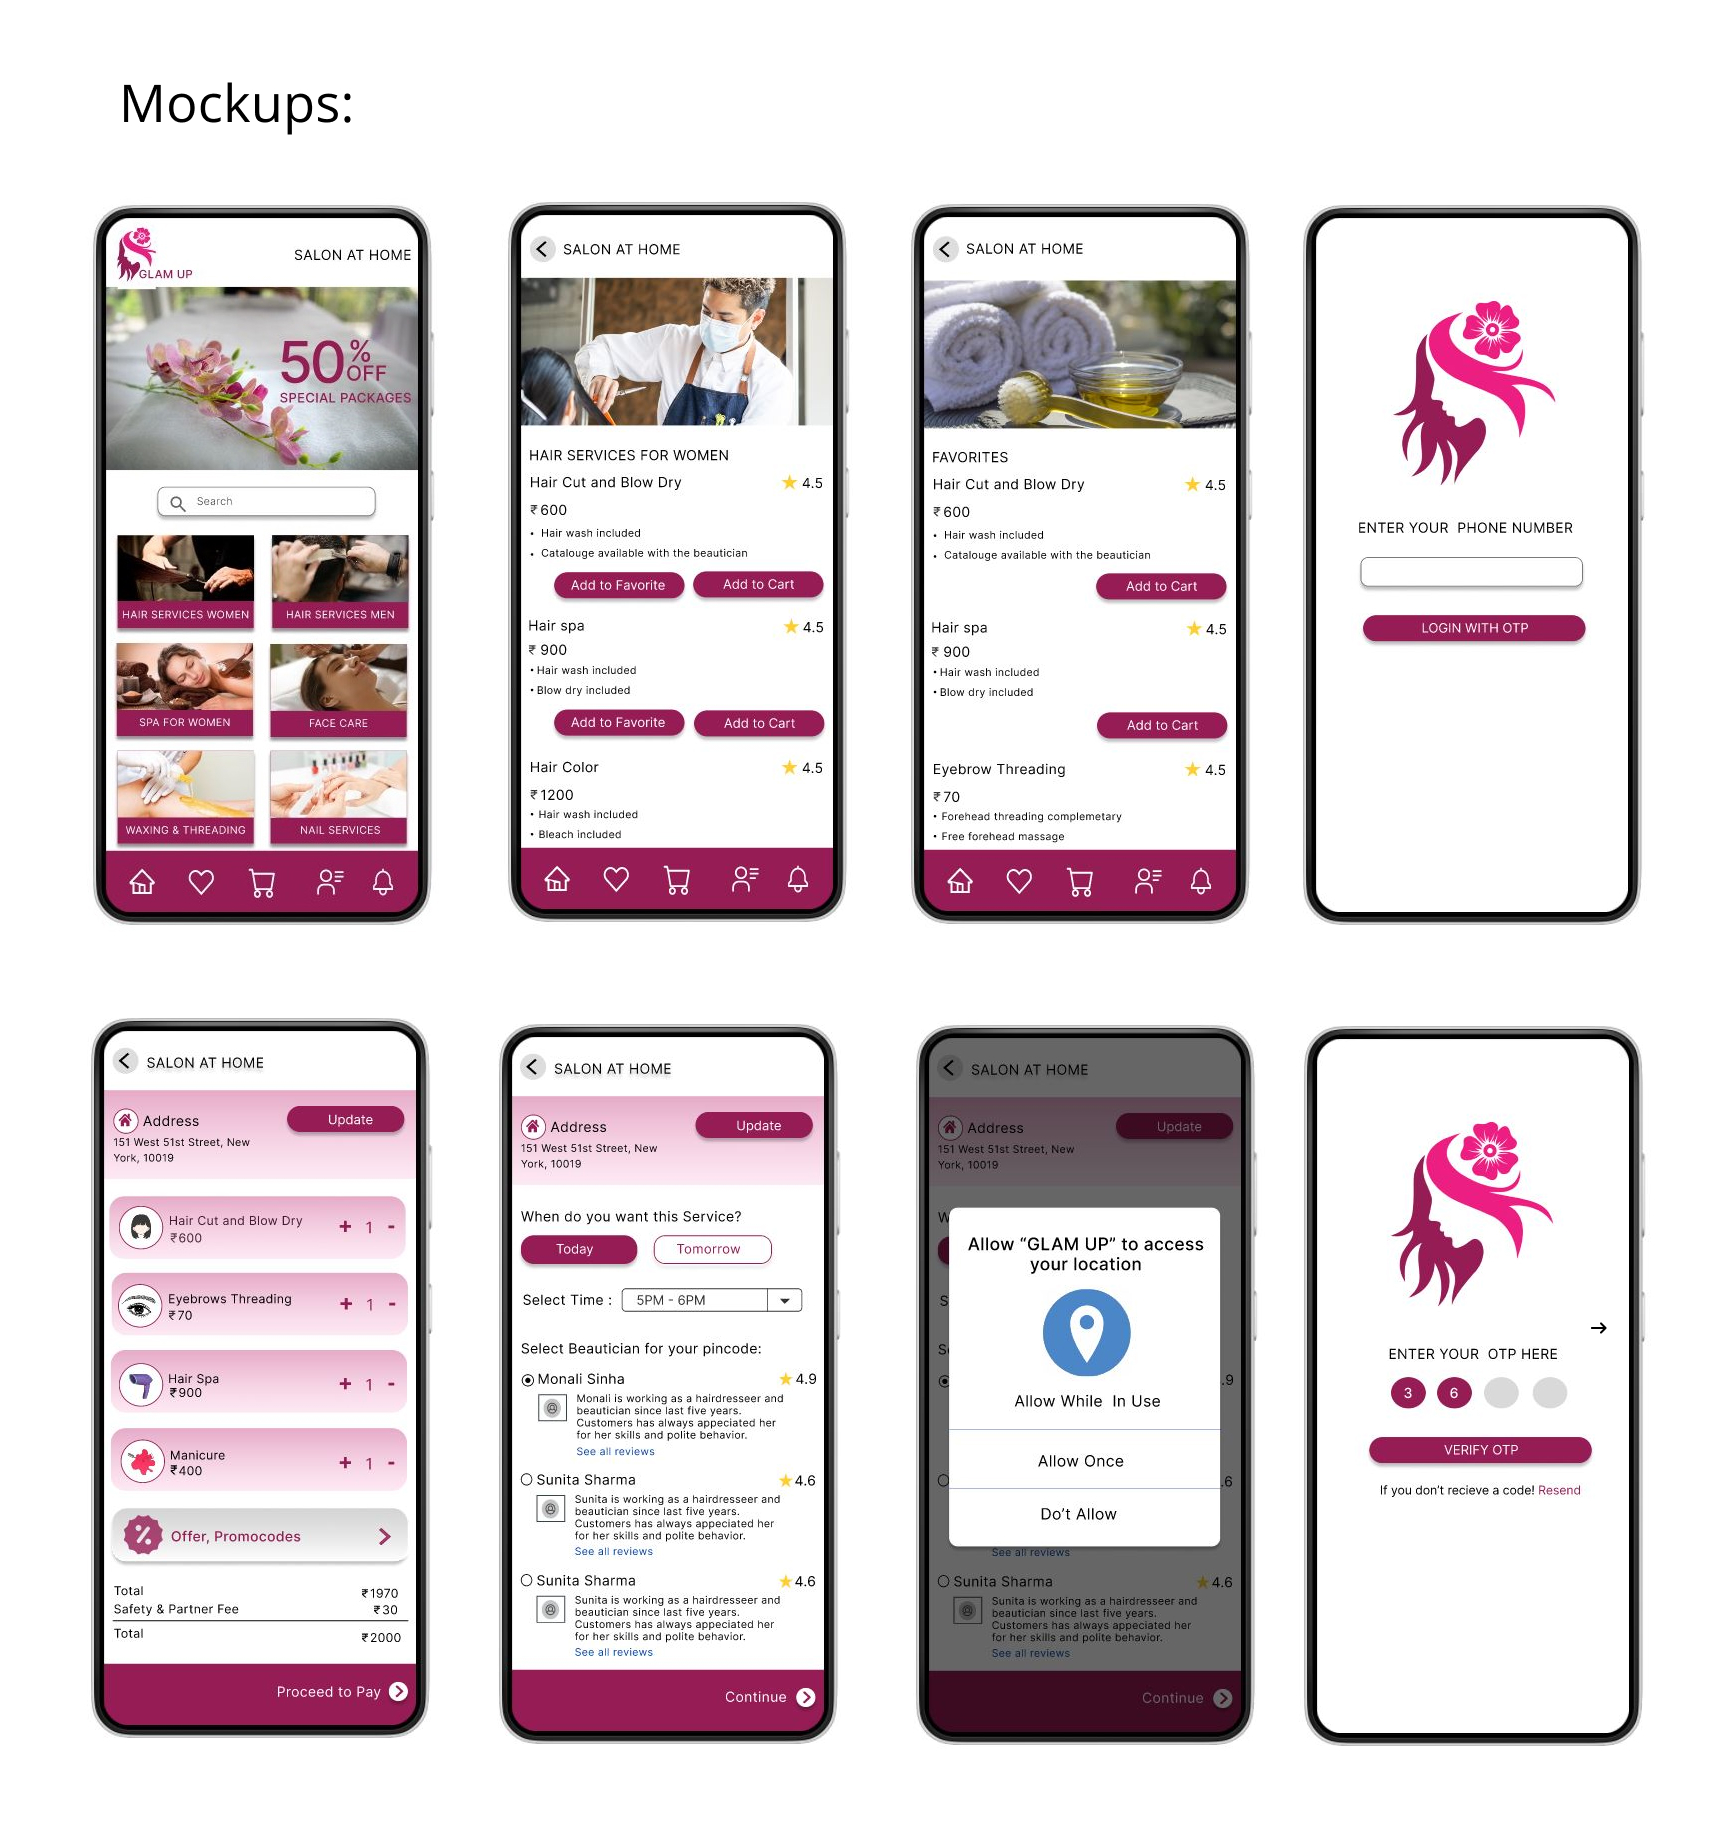 Mockups:
GLAM UP
SALON AT HOME
50% OFF
SPECIAL PACKAGES
Search
HAIR SERVICES WOMEN
HAIR SERVICES MEN
SPA FOR WOMEN
FACE CARE
WAXING & THREADING
NAIL SERVICES
SALON AT HOME
HAIR SERVICES FOR WOMEN
Hair Cut and Blow Dry 4.5
₹600
• Hair wash included
• Catalouge available with the beautician
Add to Favorite Add to Cart
Hair spa 4.5
₹ 900
• Hair wash included
• Blow dry included
Add to Favorite Add to Cart
Hair Color 4.5
₹1200
• Hair wash included
• Bleach included
SALON AT HOME
FAVORITES
Hair Cut and Blow Dry 4.5
₹600
• Hair wash included
• Catalouge available with the beautician
Add to Cart
Hair spa 4.5
₹ 900
• Hair wash included
• Blow dry included
Add to Cart
Eyebrow Threading 4.5
₹70
• Forehead threading complemetary
• Free forehead massage
ENTER YOUR PHONE NUMBER
LOGIN WITH OTP
SALON AT HOME
Address Update
151 West 51st Street, New
York, 10019
Hair Cut and Blow Dry + 1 -
₹600
Eyebrows Threading + 1 -
₹70
Hair Spa + 1 -
₹900
Manicure + 1 -
₹400
Offer, Promocodes
Total ₹1970
Safety & Partner Fee ₹30
Total ₹2000
Proceed to Pay
SALON AT HOME
Address Update
151 West 51st Street, New
York, 10019
When do you want this Service?
Today Tomorrow
Select Time : 5PM - 6PM
Select Beautician for your pincode:
Monali Sinha 4.9
Monali is working as a hairdresseer and
beautician since last five years.
Customers has always appeciated her
for her skills and polite behavior.
See all reviews
Sunita Sharma 4.6
Sunita is working as a hairdresseer and
beautician since last five years.
Customers has always appeciated her
for her skills and polite behavior.
See all reviews
Sunita Sharma 4.6
Sunita is working as a hairdresseer and
beautician since last five years.
Customers has always appeciated her
for her skills and polite behavior.
See all reviews
Continue
SALON AT HOME
Address Update
151 West 51st Street, New
York, 10019
W
S
Se
Allow “GLAM UP” to access
your location
Allow While In Use
Allow Once
Do't Allow
.9
.6
See all reviews
Sunita Sharma 4.6
Sunita is working as a hairdresseer and
beautician since last five years.
Customers has always appeciated her
for her skills and polite behavior.
See all reviews
Continue
ENTER YOUR OTP HERE
3 6
VERIFY OTP
If you don't recieve a code! Resend